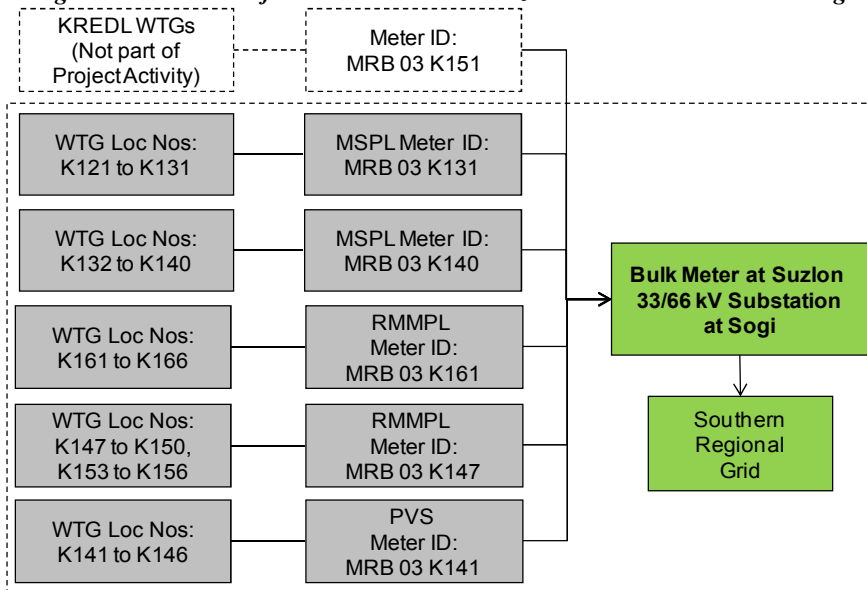 KREDL WTGs
(Not part of
Project Activity)
Meter ID:
MRB 03 K151
WTG Loc Nos:
K121 to K131
MSPL Meter ID:
MRB 03 K131
WTG Loc Nos:
K132 to K140
MSPL Meter ID:
MRB 03 K140
WTG Loc Nos:
K161 to K166
RMMPL
Meter ID:
MRB 03 K161
WTG Loc Nos:
K147 to K150,
K153 to K156
RMMPL
Meter ID:
MRB 03 K147
WTG Loc Nos:
K141 to K146
PVS
Meter ID:
MRB 03 K141
Bulk Meter at Suzlon
33/66 kV Substation
at Sogi
Southern
Regional
Grid